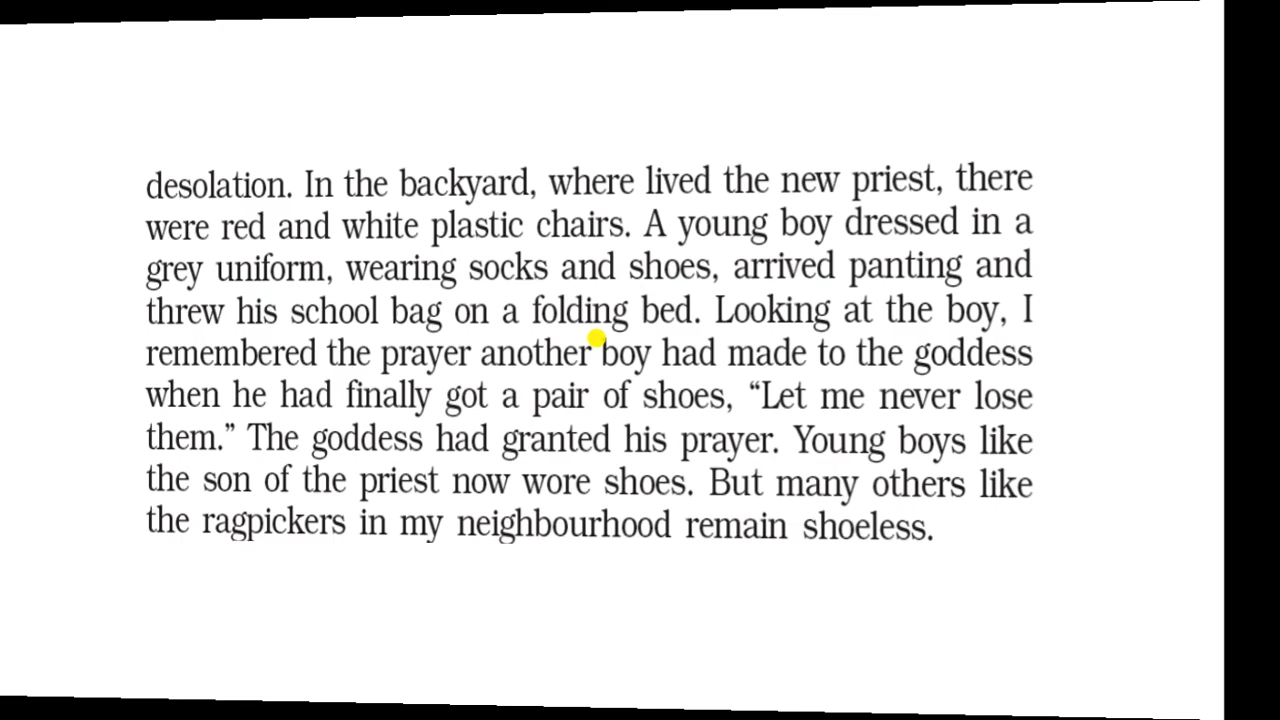 desolation. In the backyard, where lived the new priest, there
were red and white plastic chairs. A young boy dressed in a
grey uniform, wearing socks and shoes, arrived panting and
threw his school bag on a folding bed. Looking at the boy, I
remembered the prayer another boy had made to the goddess
when he had finally got a pair of shoes, “Let me never lose
them.” The goddess had granted his prayer. Young boys like
the son of the priest now wore shoes. But many others like
the ragpickers in my neighbourhood remain shoeless.